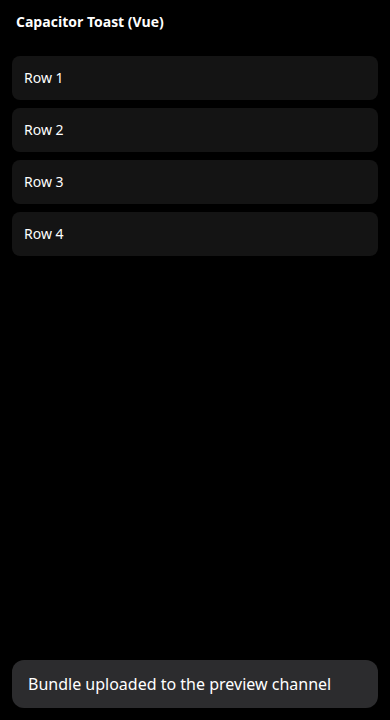 Capacitor Toast (Vue)
Row 1
Row 2
Row 3
Row 4
Bundle uploaded to the preview channel